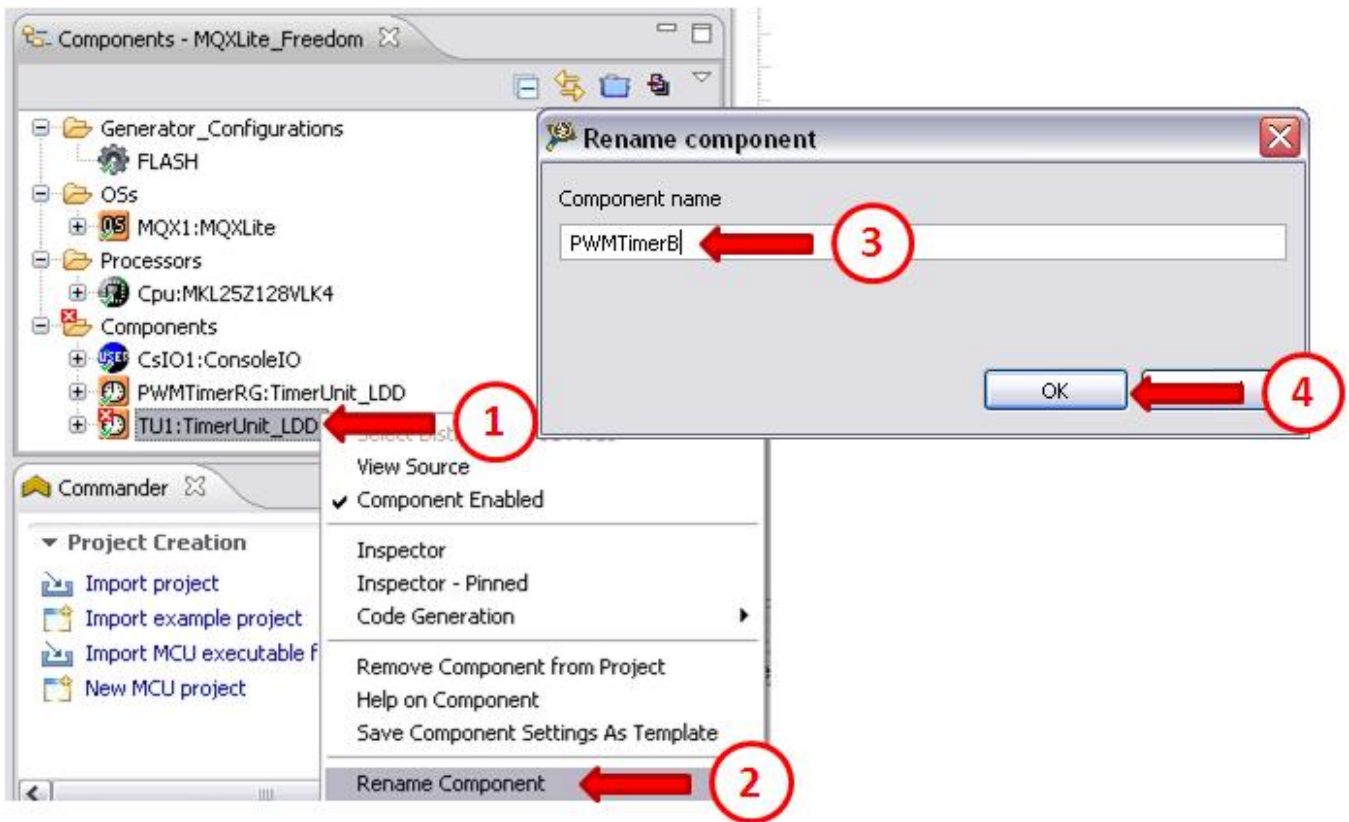 Components - MQXLite_Freedom
Generator_Configurations
FLASH
OSs
MQX1:MQXLite
Processors
Cpu:MKL25Z128VLK4
Components
CsIO1:ConsoleIO
PWMTimerRG:TimerUnit_LDD
TU1:TimerUnit_LDD
1
Rename component
Component name
PWMTimerB
3
OK
4
View Source
Component Enabled
Inspector
Inspector - Pinned
Code Generation
Remove Component from Project
Help on Component
Save Component Settings As Template
Rename Component
2
Commander
Project Creation
Import project
Import example project
Import MCU executable f
New MCU project